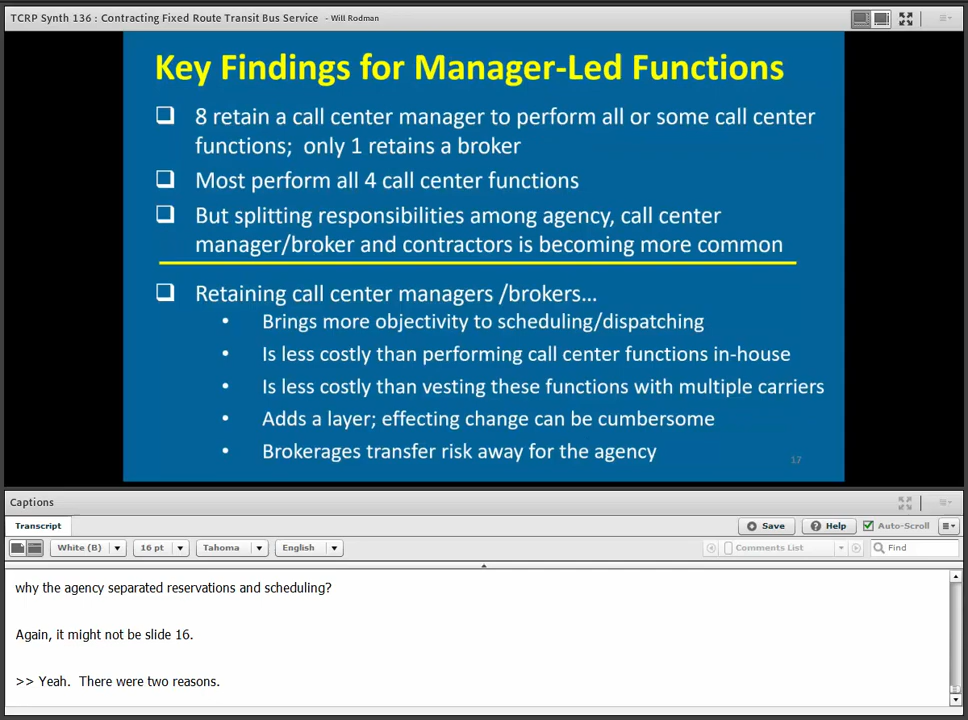 TCRP Synth 136 : Contracting Fixed Route Transit Bus Service - Will Rodman
Key Findings for Manager-Led Functions
8 retain a call center manager to perform all or some call center
functions; only 1 retains a broker
Most perform all 4 call center functions
But splitting responsibilities among agency, call center
manager/broker and contractors is becoming more common
Retaining call center managers /brokers…
• Brings more objectivity to scheduling/dispatching
• Is less costly than performing call center functions in-house
• Is less costly than vesting these functions with multiple carriers
• Adds a layer; effecting change can be cumbersome
• Brokerages transfer risk away for the agency
17
Captions
Transcript
Save
Help
Auto-Scroll
White (B)
16 pt
Tahoma
English
Comments List
Find
why the agency separated reservations and scheduling?
Again, it might not be slide 16.
>> Yeah. There were two reasons.